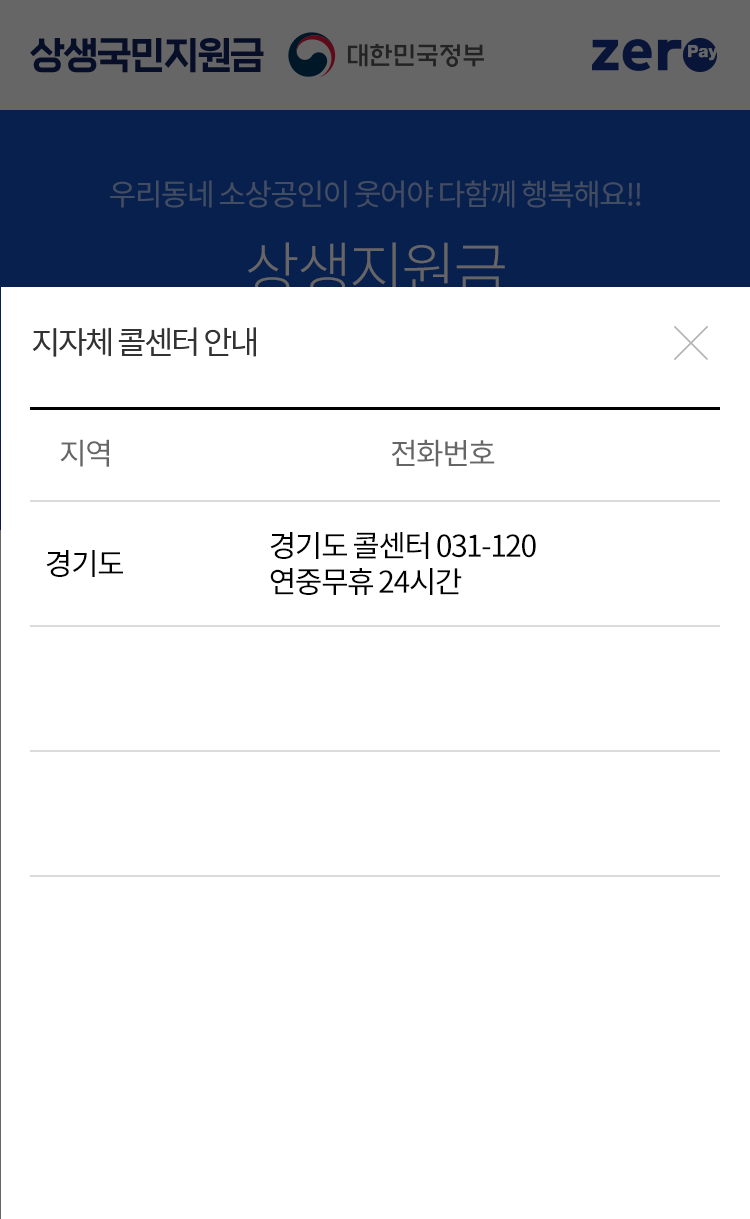 상생국민지원금 대한민국정부 zeroPay
우리동네 소상공인이 웃어야 다함께 행복해요!!
상생지원금
지자체 콜센터 안내
지역 전화번호
경기도
경기도 콜센터 031-120
연중무휴 24시간